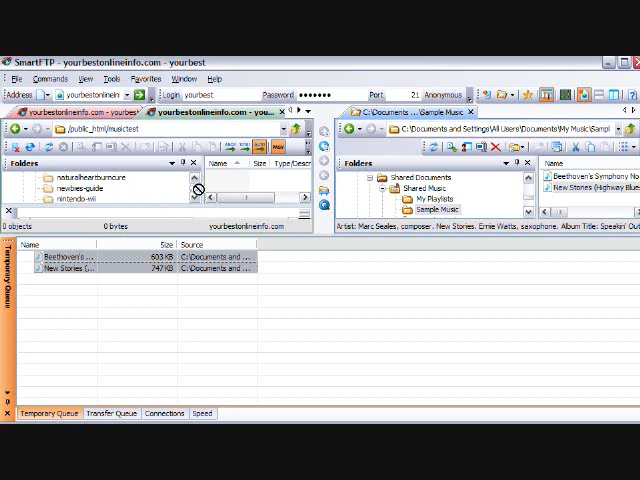 SmartFTP - yourbestonlineinfo.com - yourbest
File Commands Tools Favorites Window Help
Address yourbestonlineinf Login yourbest Password ••••••• Port 21 Anonymous
yourbestonlineinfo.com - yourbes yourbestonlineinfo.com - you...
C:\Documents ... \Sample Music
/public_html/musictest
C:\Documents and Settings\All Users\Documents\My Music\Sampl
Folders
Name Size Type/Descr
naturalheartburncure
newbies-guide
nintendo-wii
Folders
Name
Shared Documents
Shared Music
My Playlists
Sample Music
Beethoven's Symphony No
New Stories (Highway Blues
0 objects 0 bytes yourbestonlineinfo.com
Artist: Marc Seales, composer. New Stories. Ernie Watts, saxophone. Album Title: Speakin' Out
Name Size Source
Beethoven's ... 603 KB C:\Documents and ...
New Stories (... 747 KB C:\Documents and ...
Temporary Queue
Temporary Queue Transfer Queue Connections Speed